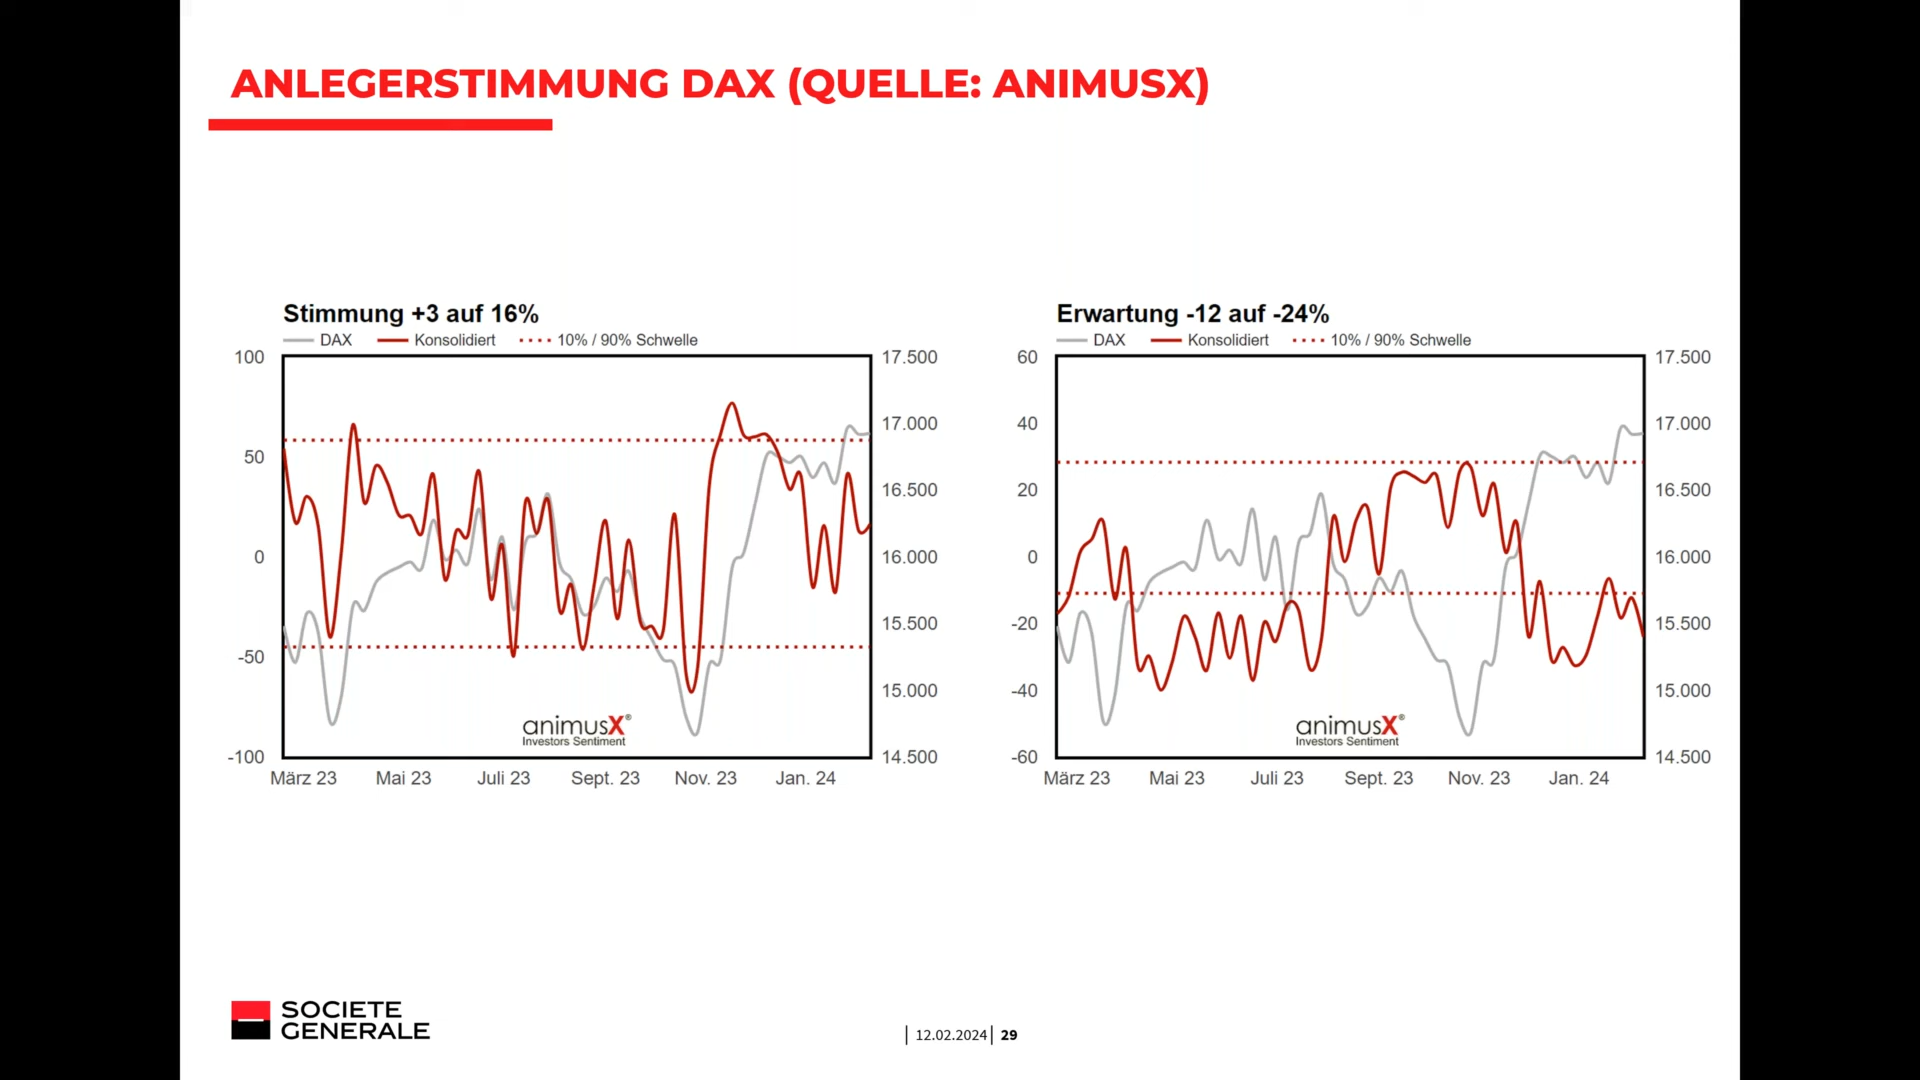 ANLEGERSTIMMUNG DAX (QUELLE: ANIMUSX)
Stimmung +3 auf 16%
DAX Konsolidiert 10% / 90% Schwelle
100
50
0
-50
-100
17.500
17.000
16.500
16.000
15.500
15.000
14.500
animusX®
Investors Sentiment
März 23 Mai 23 Juli 23 Sept. 23 Nov. 23 Jan. 24
Erwartung -12 auf -24%
DAX Konsolidiert 10% / 90% Schwelle
60
40
20
0
-20
-40
-60
17.500
17.000
16.500
16.000
15.500
15.000
14.500
animusX®
Investors Sentiment
März 23 Mai 23 Juli 23 Sept. 23 Nov. 23 Jan. 24
SOCIETE
GENERALE
| 12.02.2024 | 29